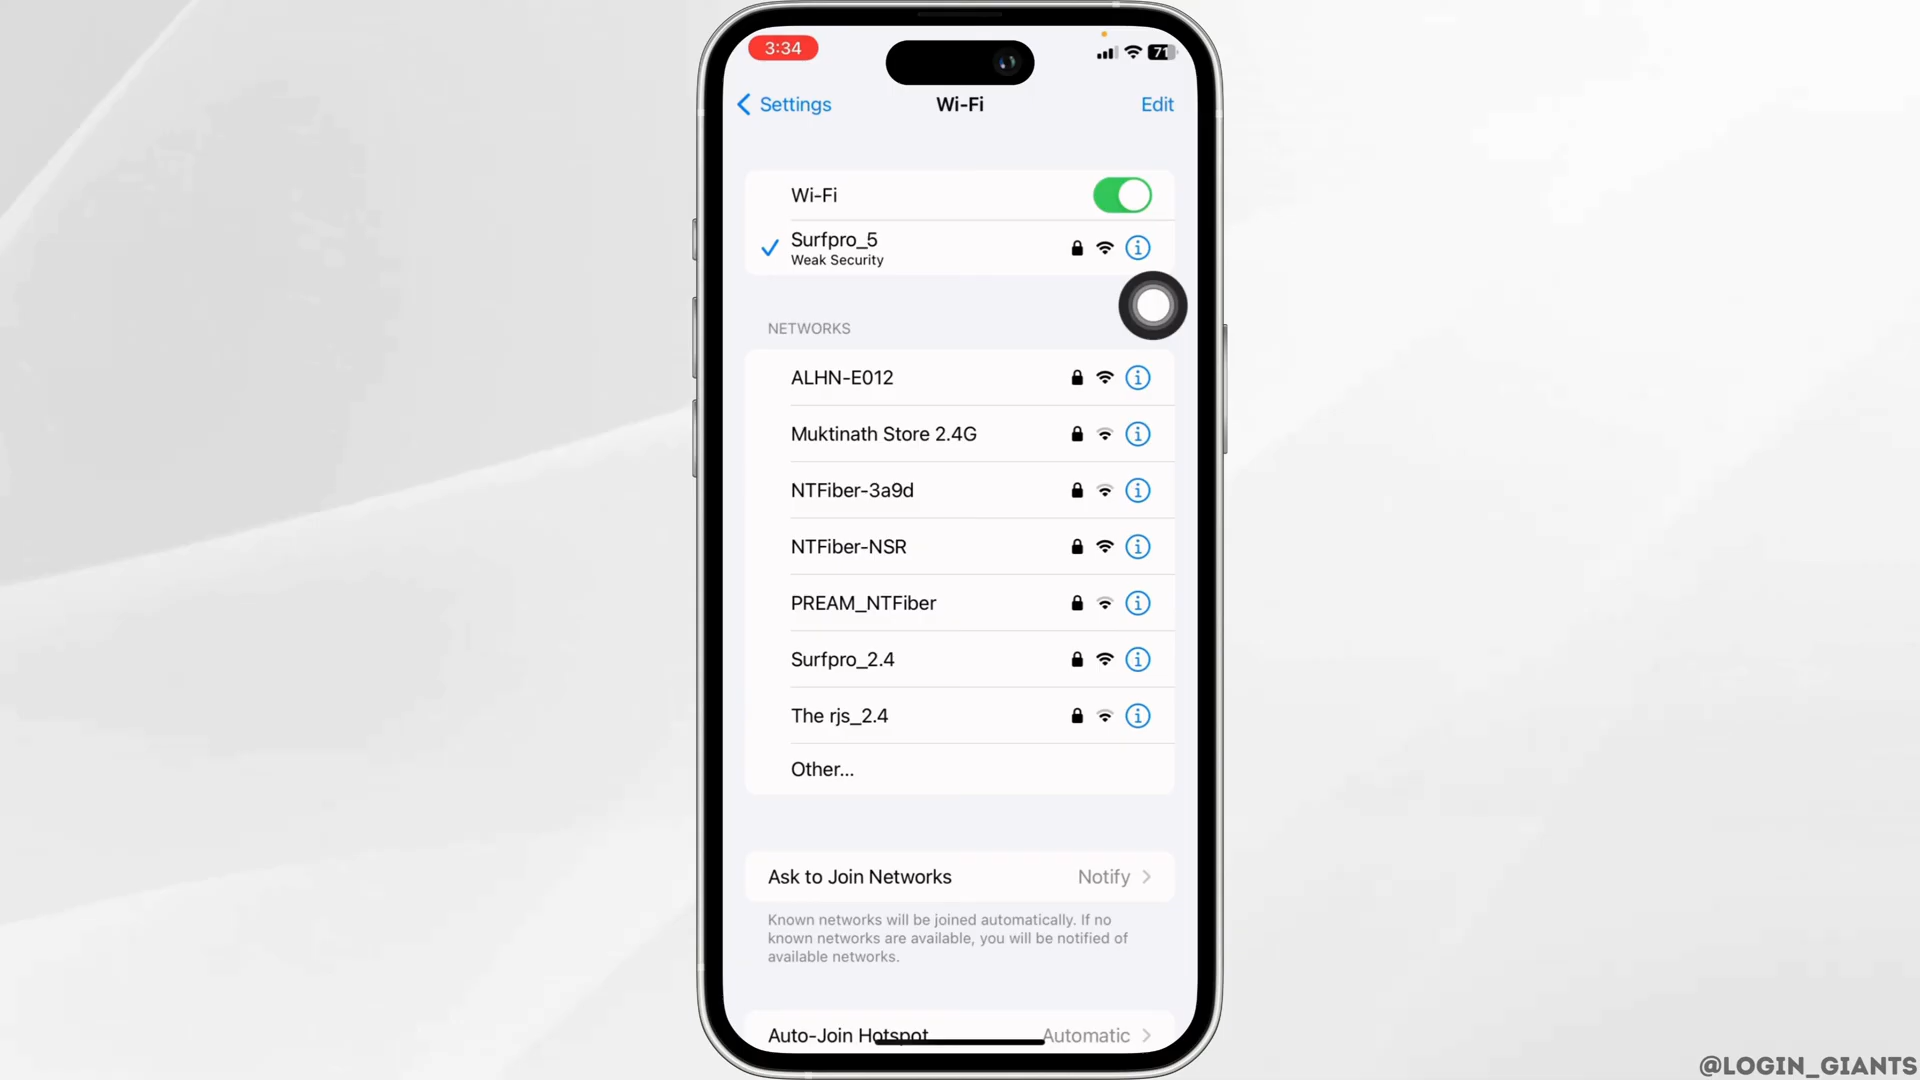 3:34
71
Settings
Wi-Fi
Edit
Wi-Fi
Surfpro_5
Weak Security
NETWORKS
ALHN-E012
Muktinath Store 2.4G
NTFiber-3a9d
NTFiber-NSR
PREAM_NTFiber
Surfpro_2.4
The rjs_2.4
Other...
Ask to Join Networks
Notify
Known networks will be joined automatically. If no
known networks are available, you will be notified of
available networks.
Auto-Join Hotspot
Automatic
@LOGIN_GIANTS